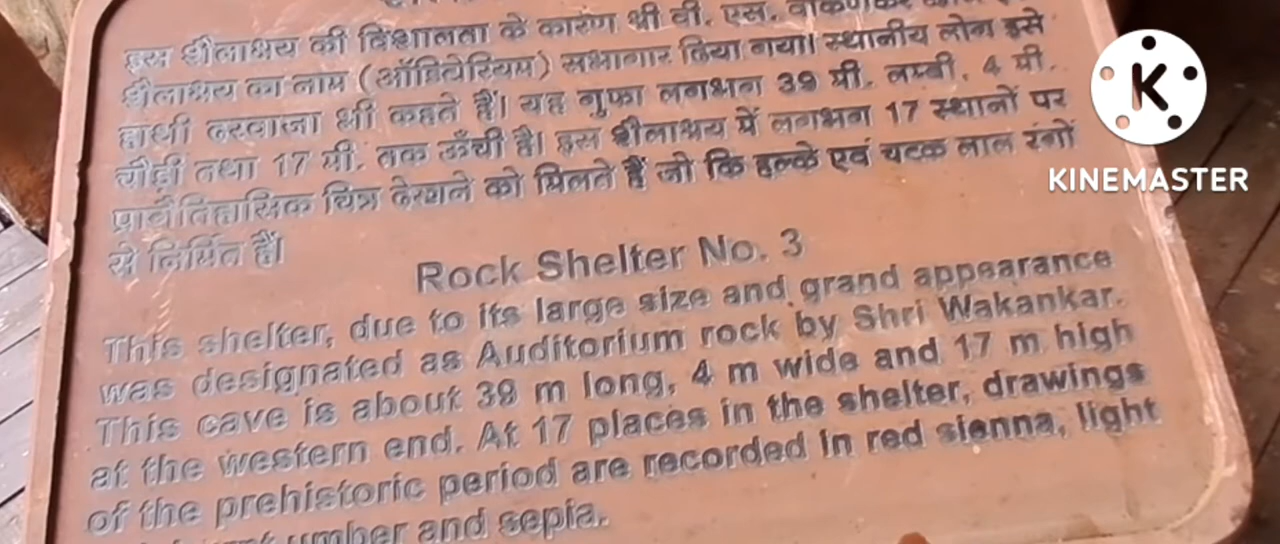 इस शैलाश्रय की विशालता के कारण श्री वी. एस. वाकणकर
शैलाश्रय का नाम (ऑडिटेरियम) सभागार दिया गया। स्थानीय लोग इसे
हाथी दरवाजा भी कहते हैं। यह गुफा लगभग 39 मी. लम्बी, 4 मी.
चौड़ी तथा 17 मी. तक ऊँची है। इस शैलाश्रय में लगभग 17 स्थानों पर
प्रागैतिहासिक चित्र देखने को मिलते हैं जो कि हल्के एवं चटक लाल रंगों
से निर्मित हैं।
Rock Shelter No. 3
This shelter, due to its large size and grand appearance
was designated as Auditorium rock by Shri Wakankar.
This cave is about 39 m long, 4 m wide and 17 m high
at the western end. At 17 places in the shelter, drawings
of the prehistoric period are recorded in red sienna, light
umber and sepia.
K
KINEMASTER